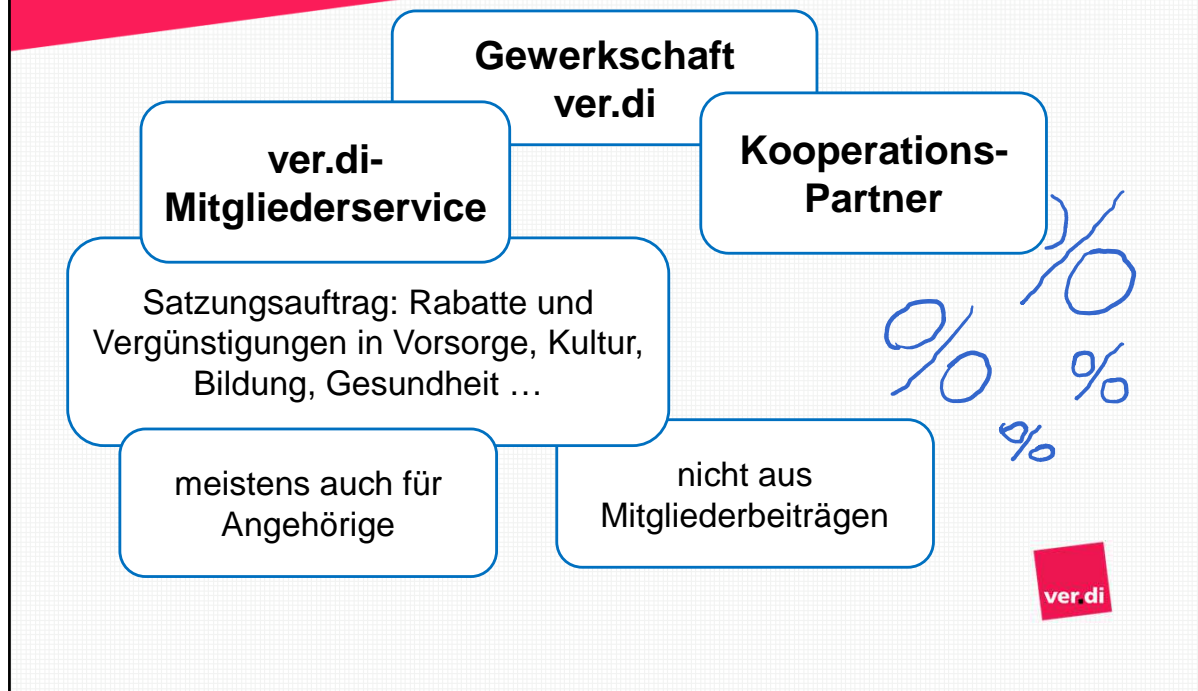 Gewerkschaft
ver.di
ver.di-
Mitgliederservice
Kooperations-
Partner
Satzungsauftrag: Rabatte und
Vergünstigungen in Vorsorge, Kultur,
Bildung, Gesundheit …
meistens auch für
Angehörige
nicht aus
Mitgliederbeiträgen
%
%
%
%
ver.di